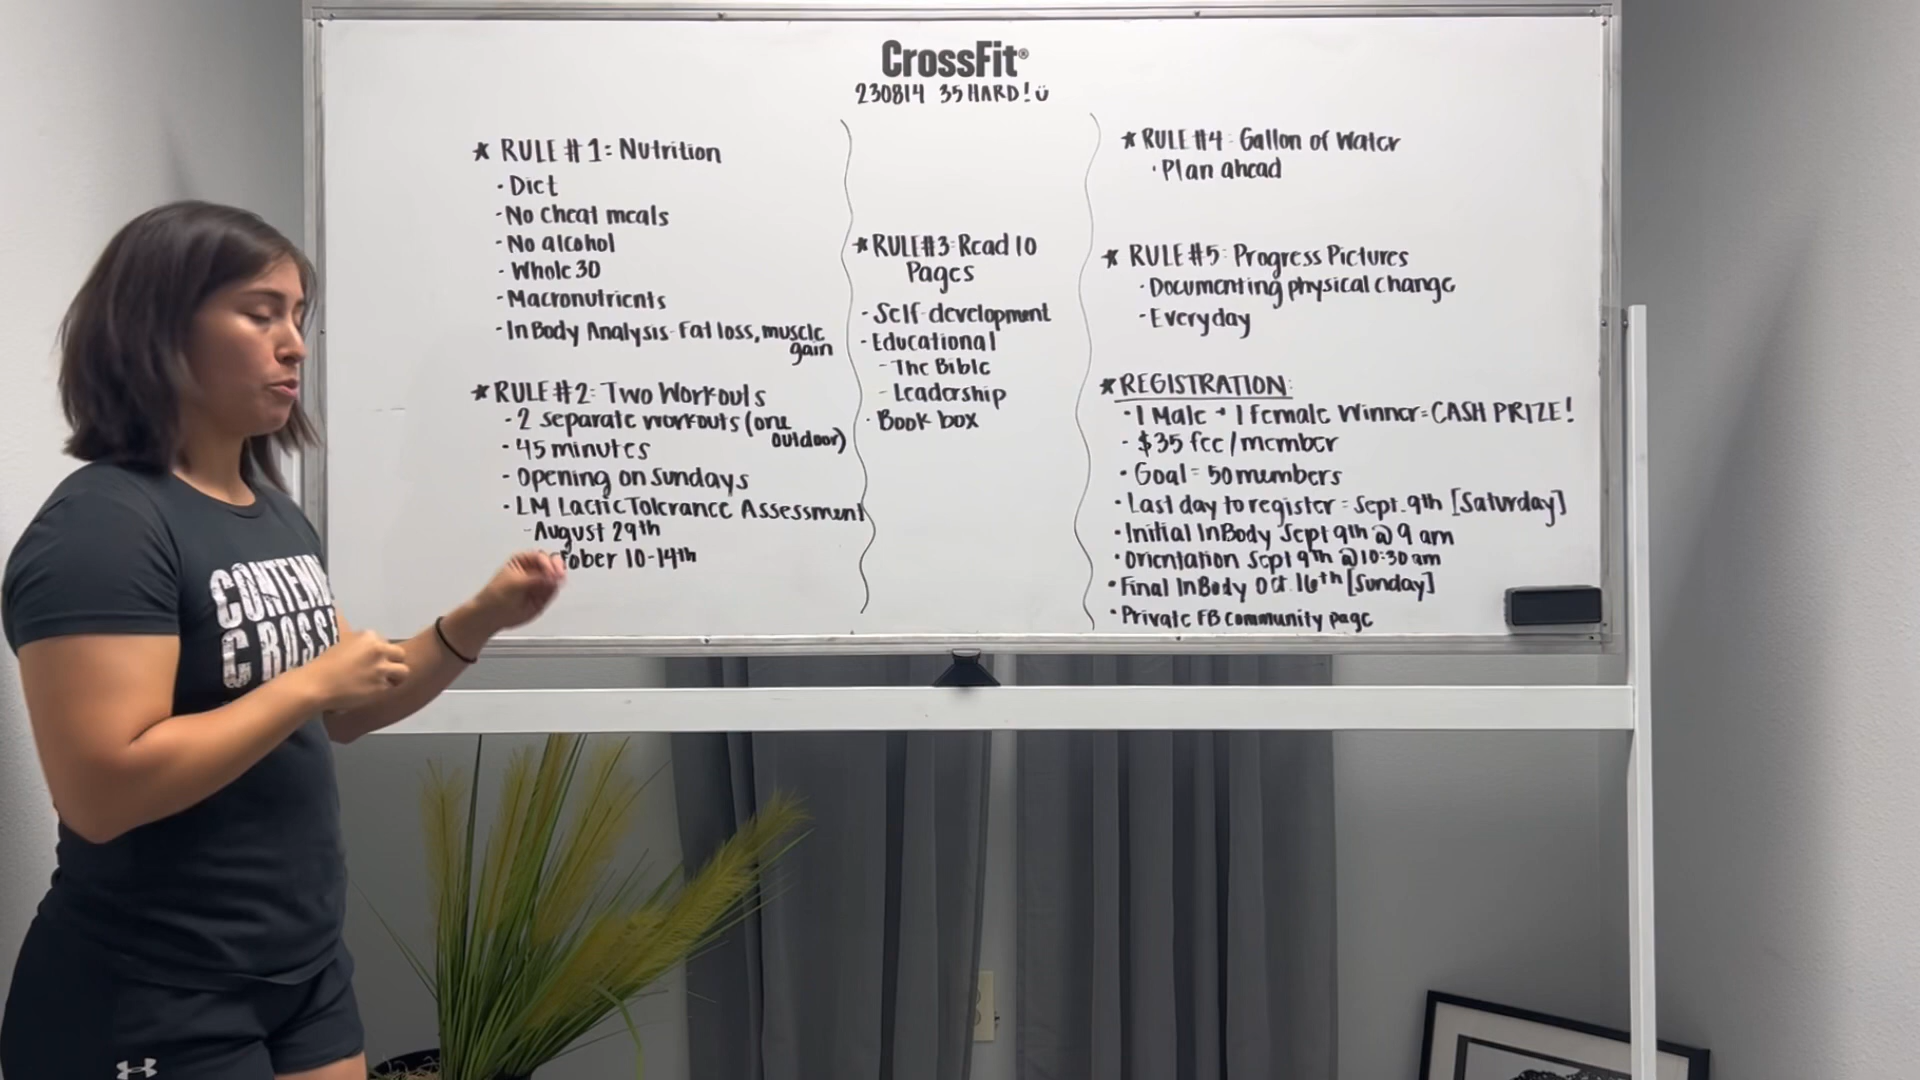 CrossFit®
230814 35 HARD! ü
★ RULE #1: Nutrition
- Diet
- No cheat meals
- No alcohol
- Whole 30
- Macronutrients
- InBody Analysis - Fat loss, muscle
gain
★ RULE #2: Two Workouts
- 2 separate workouts (one
outdoor)
- 45 minutes
- Opening on Sundays
- LM Lactic Tolerance Assessment
- August 29th
tober 10-14th
★ RULE #3: Read 10
Pages
- Self-development
- Educational
- The Bible
- Leadership
· Book box
★ RULE #4: Gallon of Water
· Plan ahead
★ RULE #5: Progress Pictures
· Documenting physical change
- Everyday
★ REGISTRATION:
· 1 Male + 1 Female Winner = CASH PRIZE!
- $35 fee / member
· Goal = 50 members
· Last day to register = Sept. 9th [Saturday]
· Initial InBody Sept 9th @ 9 am
· Orientation Sept 9th @ 10:30 am
· Final InBody Oct. 16th [Sunday]
· Private FB community page
CONTEN
CROSSF